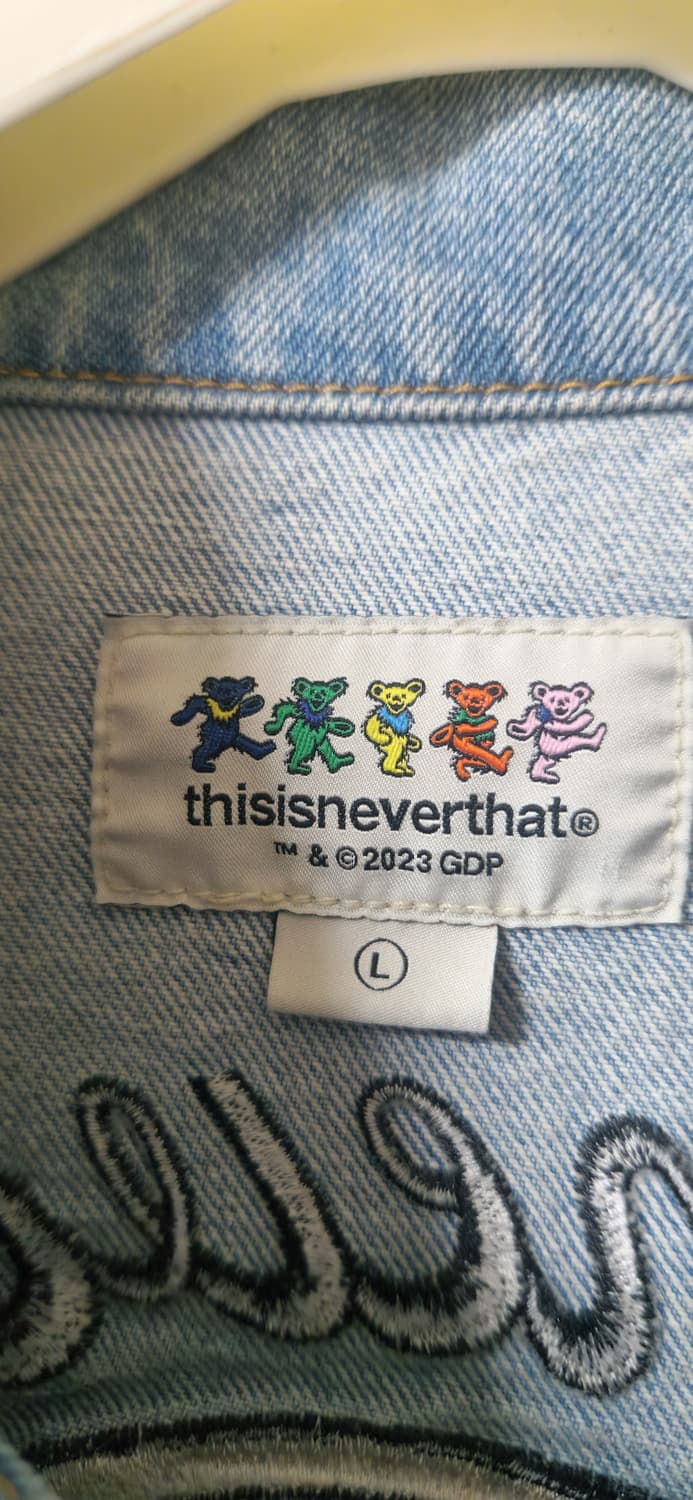 thisisneverthat®
™ & ©2023 GDP
L